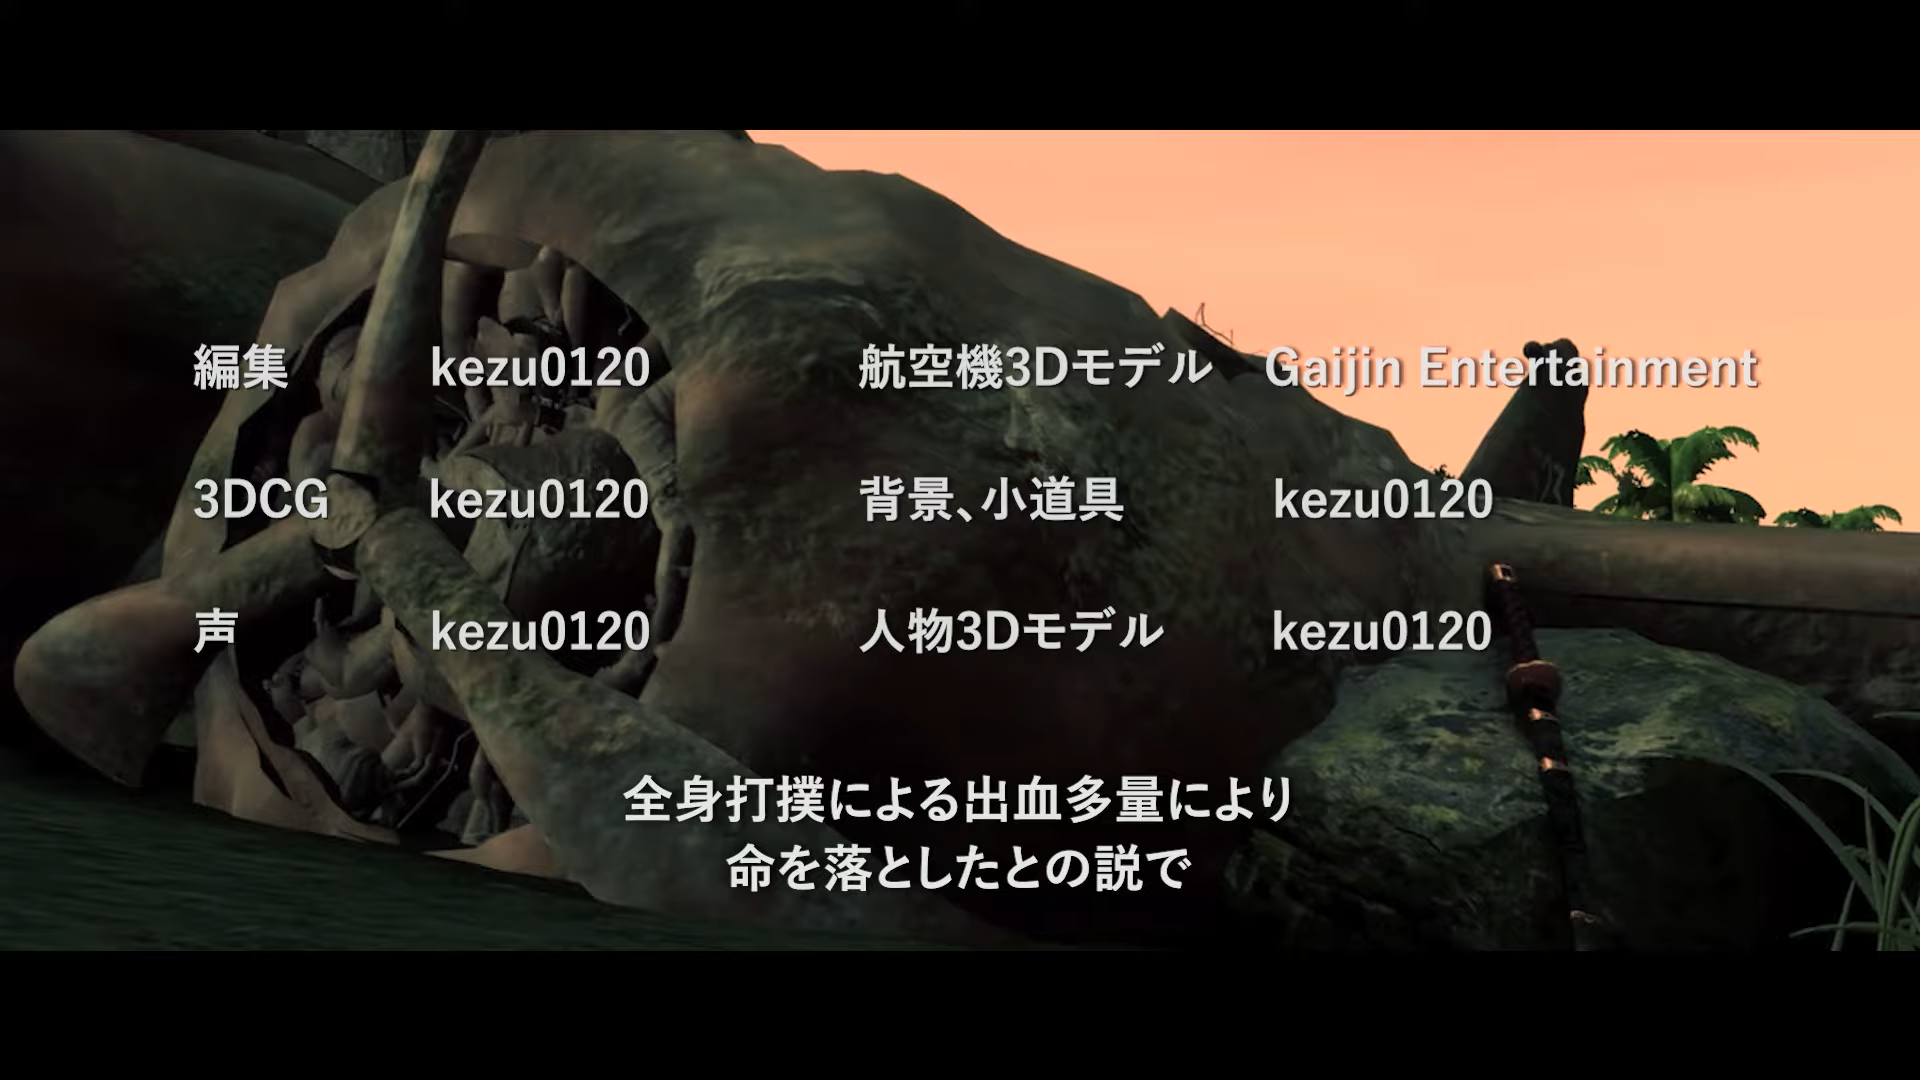 編集 kezu0120 航空機3Dモデル Gaijin Entertainment
3DCG kezu0120 背景、小道具 kezu0120
声 kezu0120 人物3Dモデル kezu0120
全身打撲による出血多量により
命を落としたとの説で